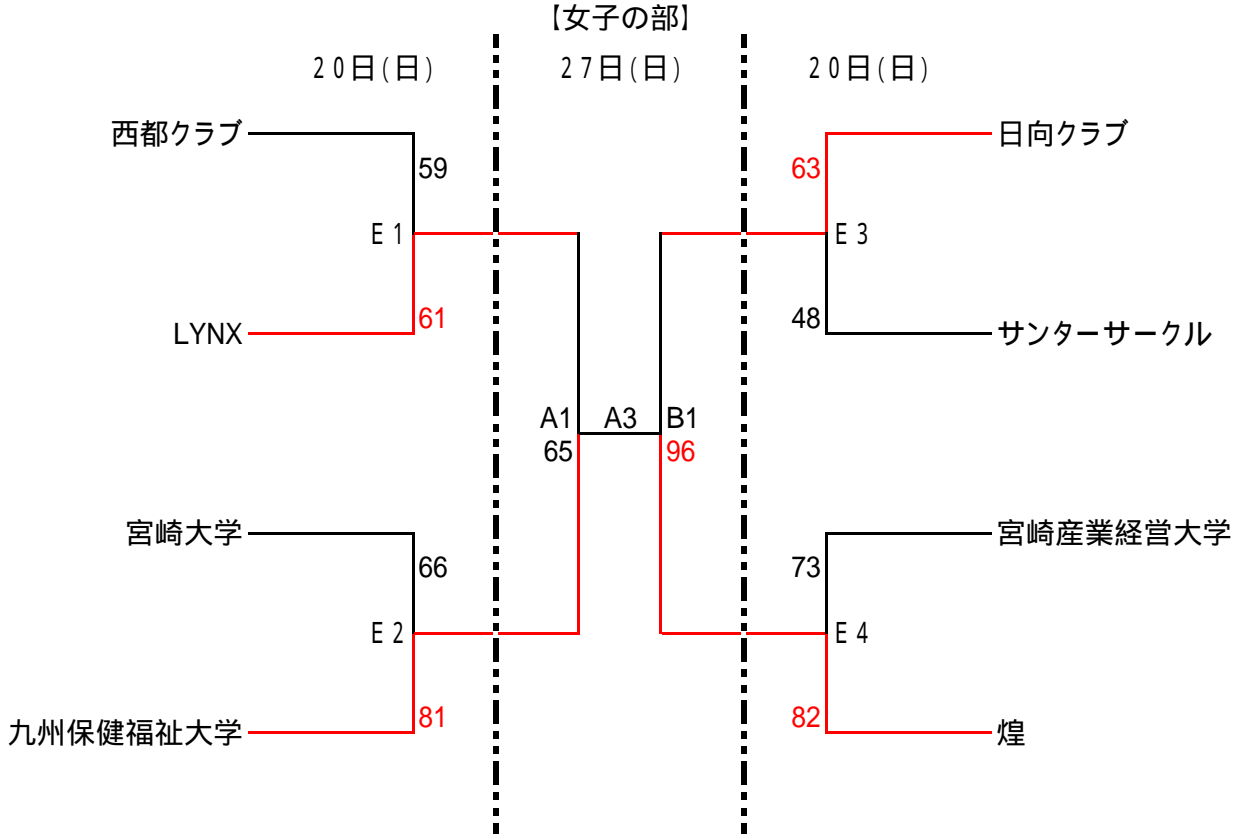 【女子の部】
20日(日)
27日(日)
20日(日)
西都クラブ
59
E1
61
LYNX
宮崎大学
66
E2
81
九州保健福祉大学
A1
65
A3
B1
96
日向クラブ
63
E3
48
サンターサークル
宮崎産業経営大学
73
E4
82
煌